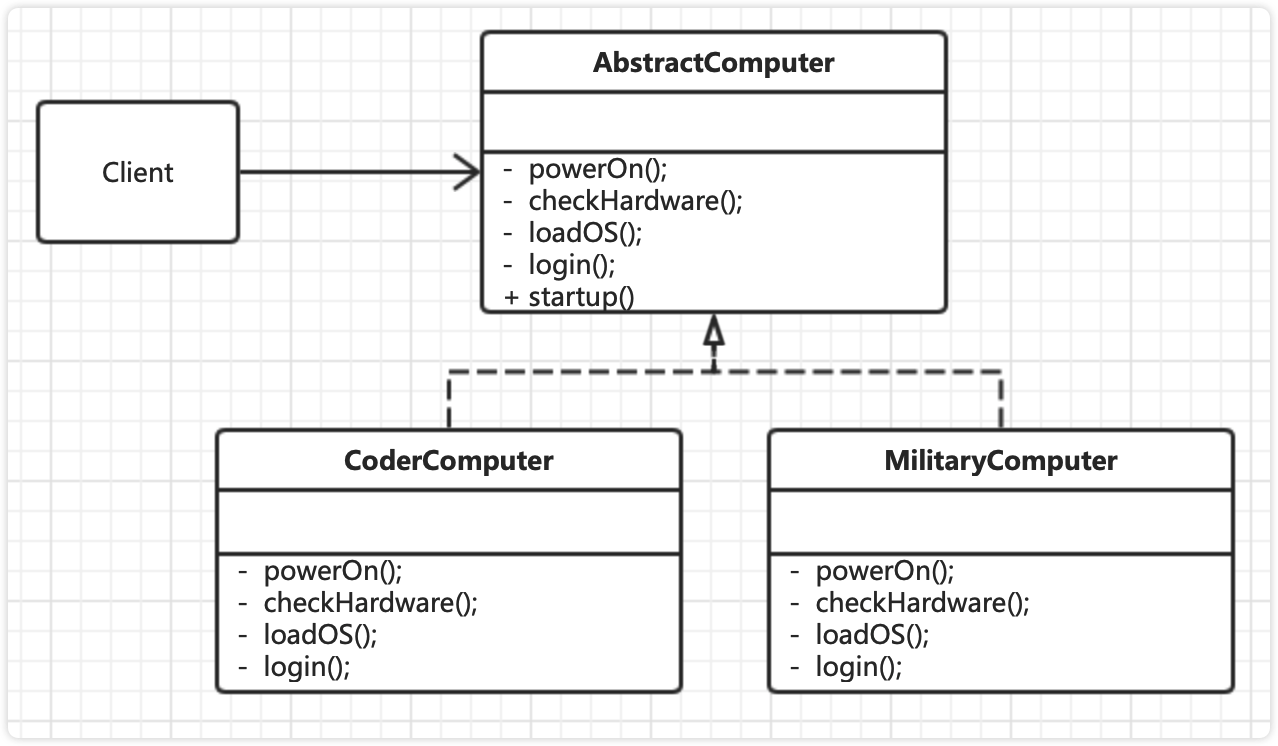 AbstractComputer
Client
- powerOn();
- checkHardware();
- loadOS();
- login();
+ startup()
CoderComputer
- powerOn();
- checkHardware();
- loadOS();
- login();
MilitaryComputer
- powerOn();
- checkHardware();
- loadOS();
- login();